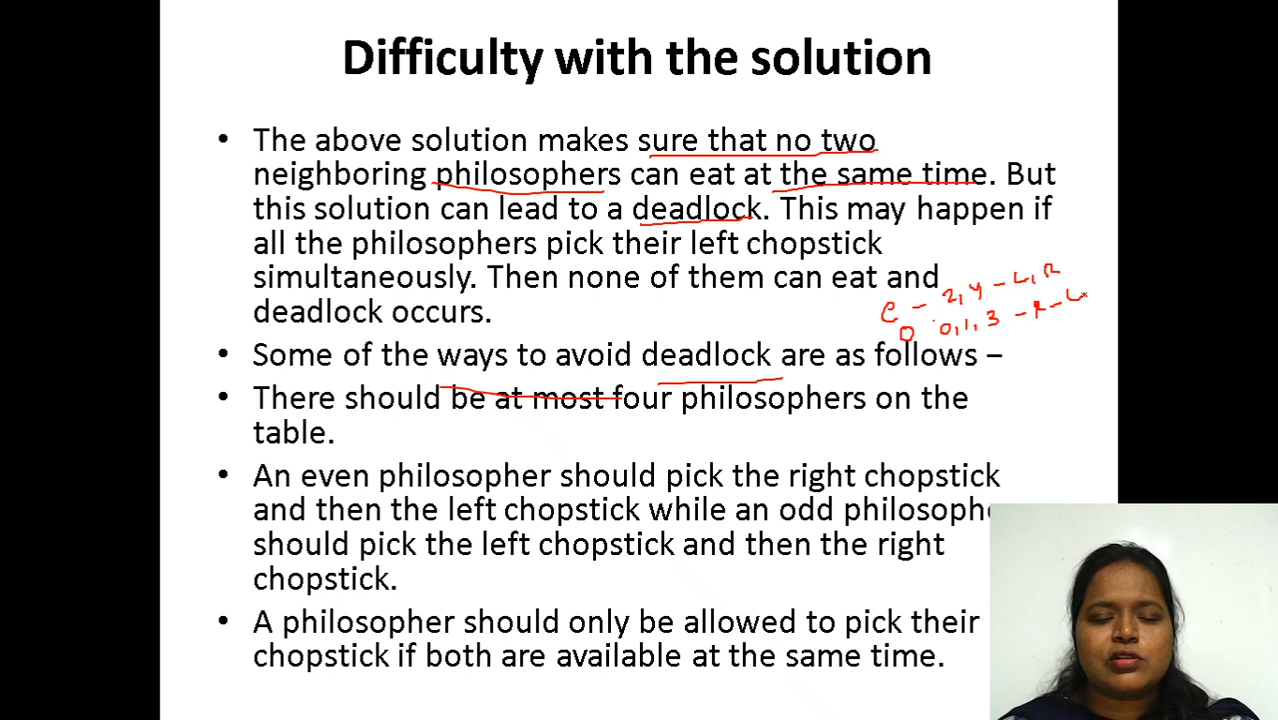 Difficulty with the solution
• The above solution makes sure that no two
neighboring philosophers can eat at the same time. But
this solution can lead to a deadlock. This may happen if
all the philosophers pick their left chopstick
simultaneously. Then none of them can eat and
deadlock occurs.
e - 2, 4 - L, R
O 0, 1, 3 - R - L
• Some of the ways to avoid deadlock are as follows –
• There should be at most four philosophers on the
table.
• An even philosopher should pick the right chopstick
and then the left chopstick while an odd philosophe
should pick the left chopstick and then the right
chopstick.
• A philosopher should only be allowed to pick their
chopstick if both are available at the same time.